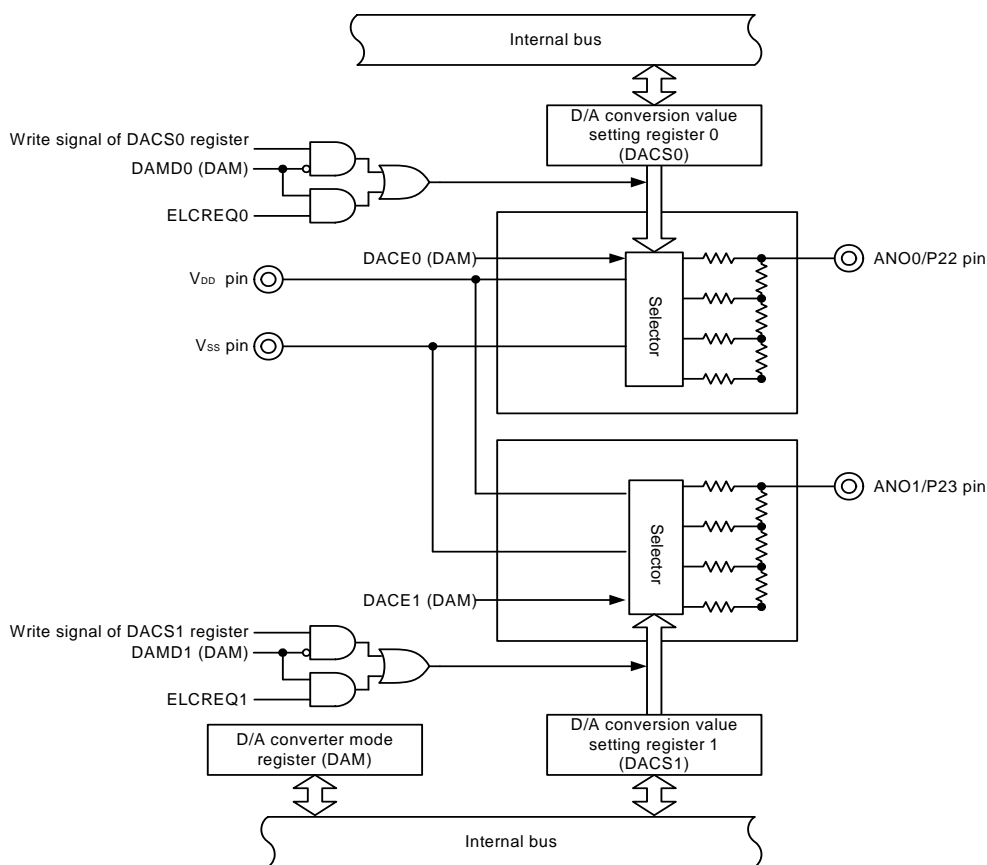 Internal bus
D/A conversion value
setting register 0
(DACS0)
Write signal of DACS0 register
DAMD0 (DAM)
ELCREQ0
DACE0 (DAM)
VDD pin
VSS pin
Selector
ANO0/P22 pin
Selector
ANO1/P23 pin
DACE1 (DAM)
Write signal of DACS1 register
DAMD1 (DAM)
ELCREQ1
D/A converter mode
register (DAM)
D/A conversion value
setting register 1
(DACS1)
Internal bus